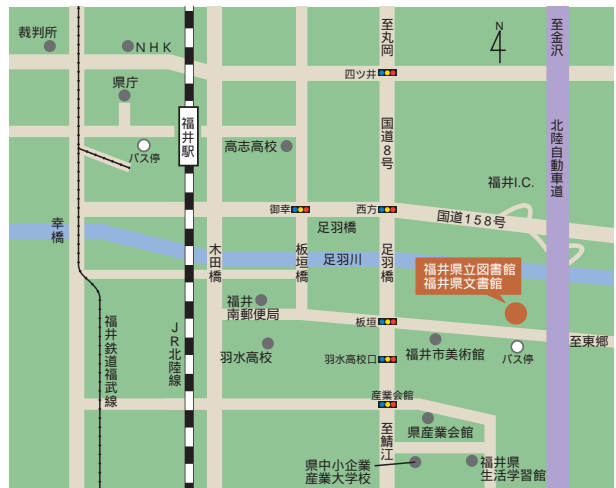 裁判所
NHK
県庁
福井駅
バス停
高志高校
四ツ井
至丸岡
N
至金沢
国道8号
北陸自動車道
福井I.C.
御幸
西方
国道158号
足羽橋
幸橋
木田橋
板垣橋
足羽川
足羽橋
福井県立図書館
福井県文書館
福井
南郵便局
板垣
羽水高校
羽水高校口
福井市美術館
バス停
至東郷
福井鉄道福武線
JR北陸線
産業会館
県産業会館
至鯖江
県中小企業
産業大学校
福井県
生活学習館